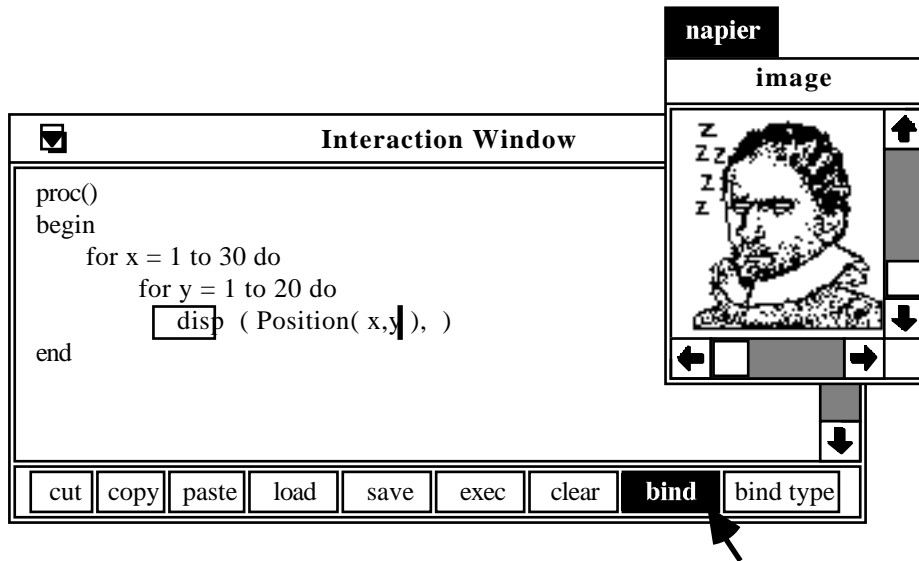 napier
image
z
z z
z
z
Interaction Window
proc()
begin
for x = 1 to 30 do
for y = 1 to 20 do
disp ( Position( x,y ), )
end
cut copy paste load save exec clear bind bind type